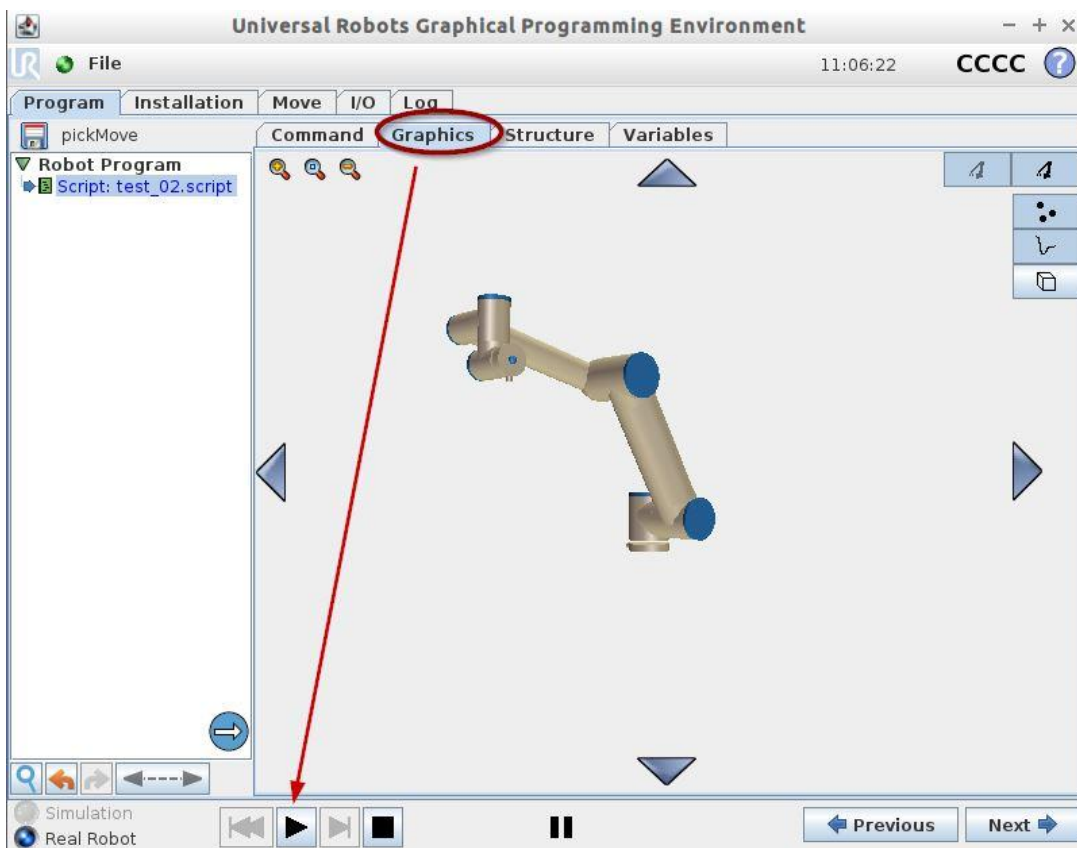 Universal Robots Graphical Programming Environment
UR File 11:06:22 CCCC ?
Program Installation Move I/O Log
pickMove Command Graphics Structure Variables
Robot Program
Script: test_02.script
Simulation
Real Robot
Previous Next